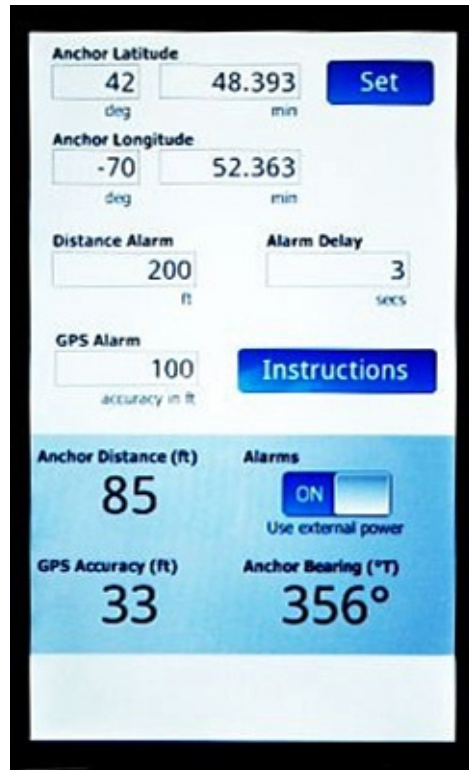 Anchor Latitude
42 48.393 Set
deg min
Anchor Longitude
-70 52.363
deg min
Distance Alarm Alarm Delay
200 3
ft secs
GPS Alarm
100 Instructions
accuracy in ft
Anchor Distance (ft) Alarms
85 ON
Use external power
GPS Accuracy (ft) Anchor Bearing (°T)
33 356°